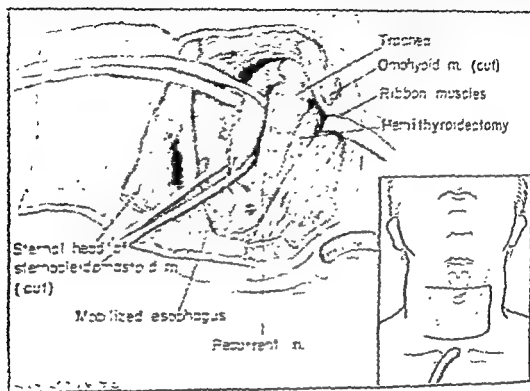 Trachea
Omohyoid m. (cut)
Ribbon muscles
Hemithyroidectomy
Sternal head of
sternocleidomastoid m.
(cut)
Mobilized esophagus
Recurrent n.